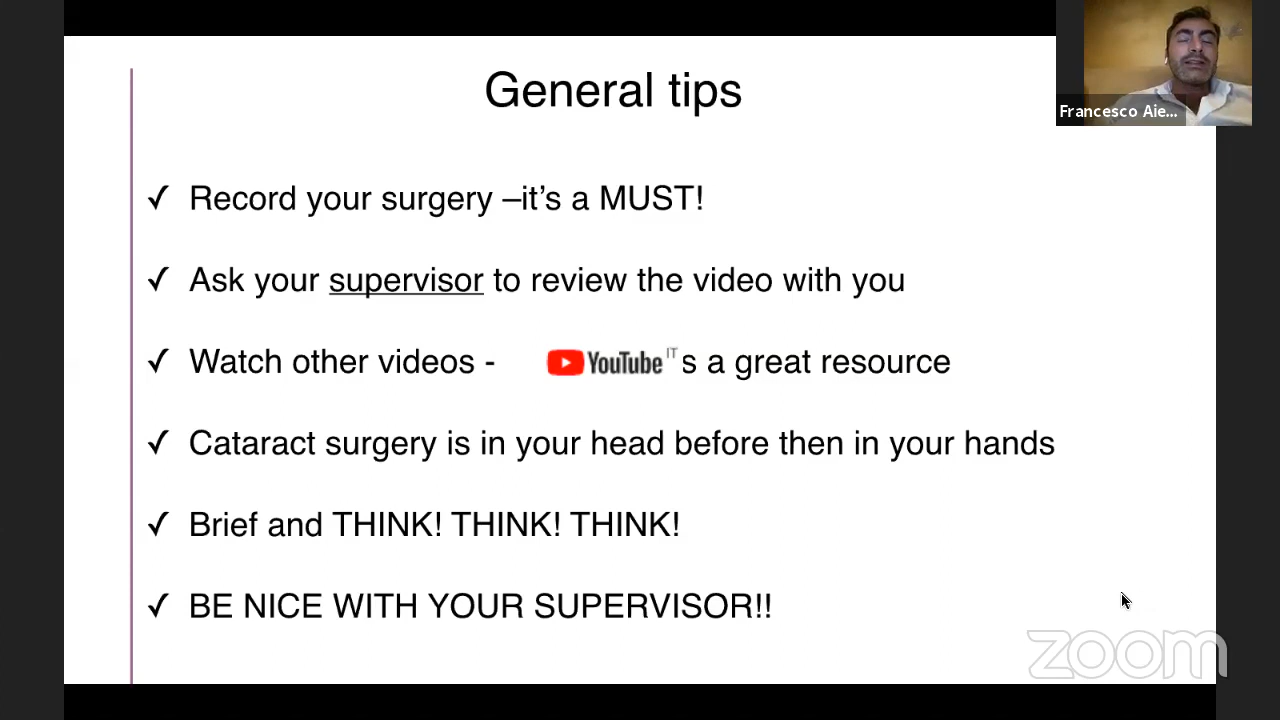 General tips
Francesco Aie...
✓ Record your surgery –it’s a MUST!
✓ Ask your supervisor to review the video with you
✓ Watch other videos - YouTube IT s a great resource
✓ Cataract surgery is in your head before then in your hands
✓ Brief and THINK! THINK! THINK!
✓ BE NICE WITH YOUR SUPERVISOR!!
zoom